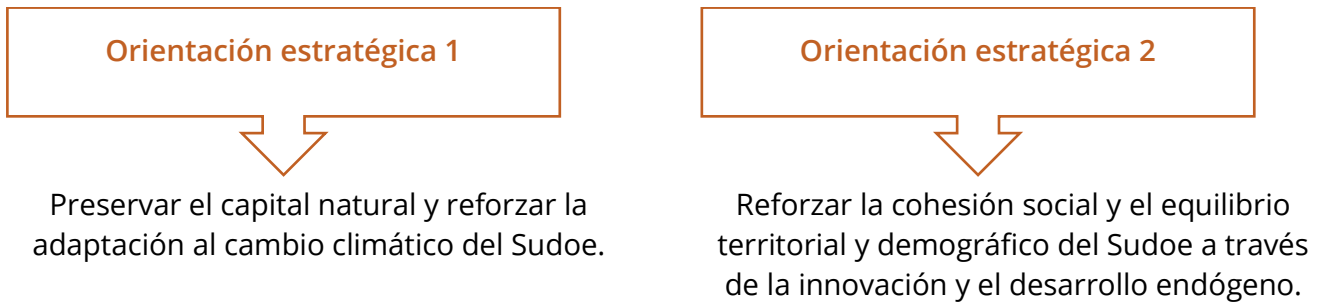 Orientación estratégica 1
Preservar el capital natural y reforzar la
adaptación al cambio climático del Sudoe.
Orientación estratégica 2
Reforzar la cohesión social y el equilibrio
territorial y demográfico del Sudoe a través
de la innovación y el desarrollo endógeno.